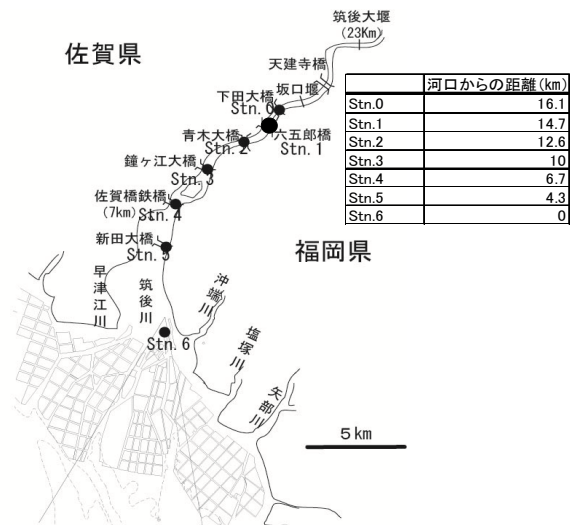 筑後大堰
(23Km)
佐賀県
天建寺橋
坂口堰
下田大橋
Stn.0
六五郎橋
Stn.1
青木大橋
Stn.2
鐘ヶ江大橋
Stn.3
佐賀橋鉄橋
(7km)
Stn.4
新田大橋
Stn.5
福岡県
早津江川
筑後川
沖端川
Stn.6
塩塚川
矢部川
5km
河口からの距離(km)
Stn.0 16.1
Stn.1 14.7
Stn.2 12.6
Stn.3 10
Stn.4 6.7
Stn.5 4.3
Stn.6 0